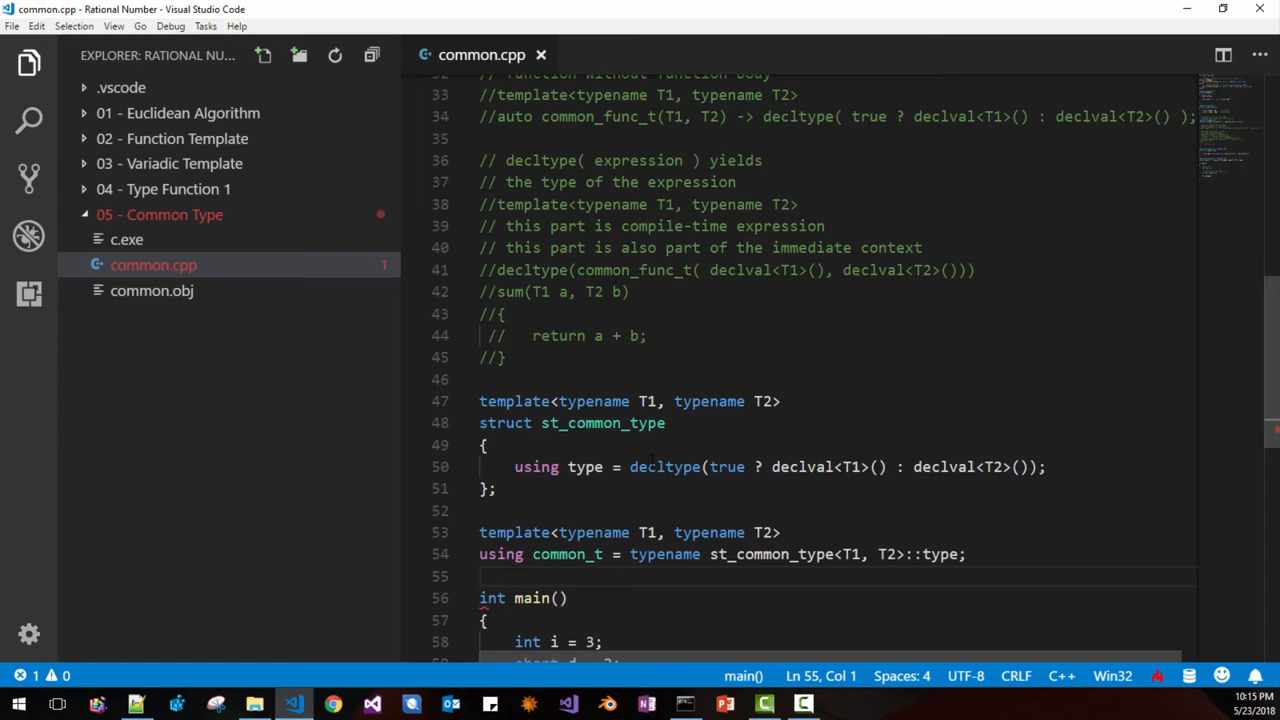 common.cpp - Rational Number - Visual Studio Code
File Edit Selection View Go Debug Tasks Help
EXPLORER: RATIONAL NU...
common.cpp
.vscode
01 - Euclidean Algorithm
02 - Function Template
03 - Variadic Template
04 - Type Function 1
05 - Common Type
c.exe
common.cpp 1
common.obj
32 // function without function body
33 //template<typename T1, typename T2>
34 //auto common_func_t(T1, T2) -> decltype( true ? declval<T1>() : declval<T2>() );
35
36 // decltype( expression ) yields
37 // the type of the expression
38 //template<typename T1, typename T2>
39 // this part is compile-time expression
40 // this part is also part of the immediate context
41 //decltype(common_func_t( declval<T1>(), declval<T2>()))
42 //sum(T1 a, T2 b)
43 //{
44 //   return a + b;
45 //}
46
47 template<typename T1, typename T2>
48 struct st_common_type
49 {
50     using type = decltype(true ? declval<T1>() : declval<T2>());
51 };
52
53 template<typename T1, typename T2>
54 using common_t = typename st_common_type<T1, T2>::type;
55
56 int main()
57 {
58     int i = 3;
1 0
main() Ln 55, Col 1 Spaces: 4 UTF-8 CRLF C++ Win32
10:15 PM
5/23/2018